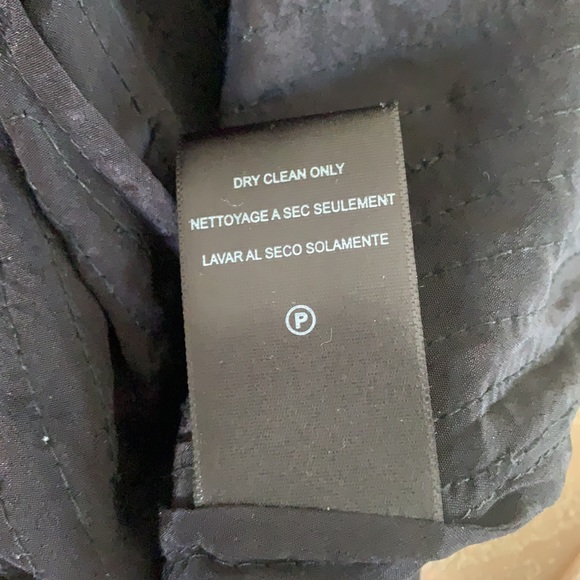 DRY CLEAN ONLY
NETTOYAGE A SEC SEULEMENT
LAVAR AL SECO SOLAMENTE
P